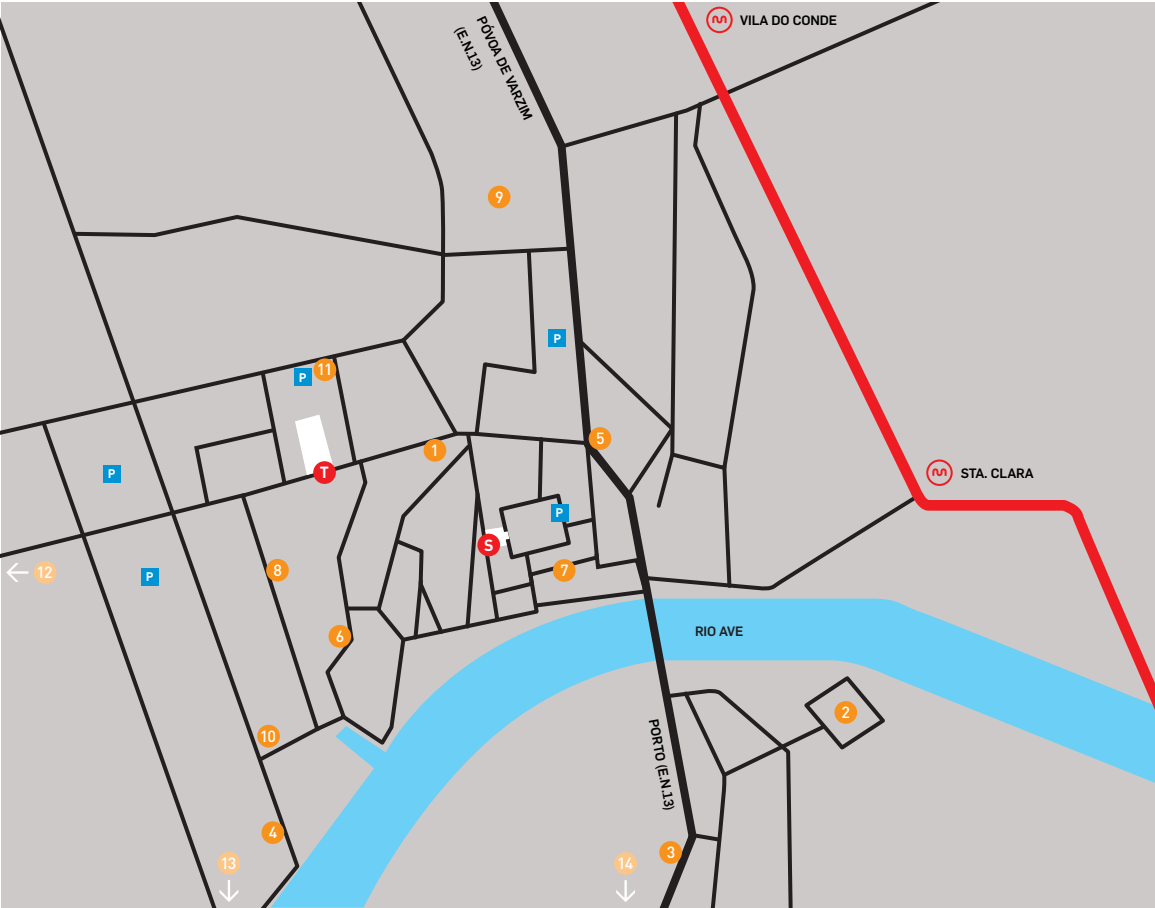 VILA DO CONDE
PÓVOA DE VARZIM
(E.N.13)
9
P
11
P
1
5
T
P
STA. CLARA
P
S
12
8
P
7
6
RIO AVE
2
10
PORTO (E.N.13)
4
3
13
14